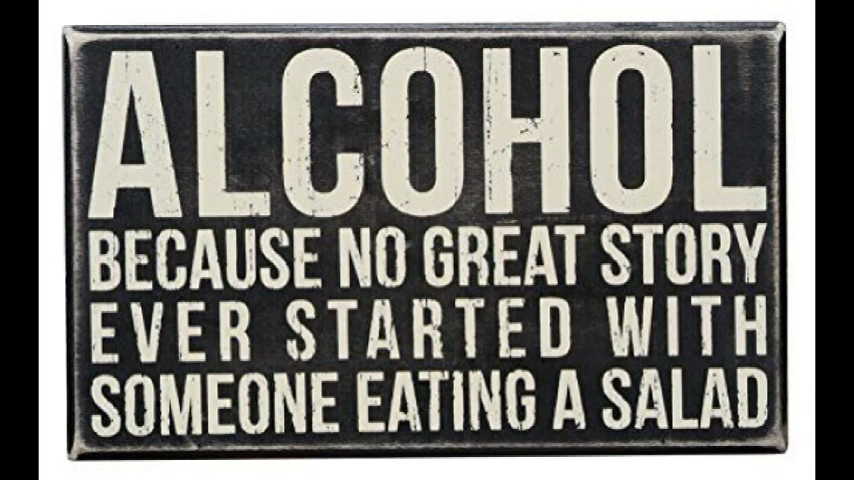 ALCOHOL
BECAUSE NO GREAT STORY
EVER STARTED WITH
SOMEONE EATING A SALAD